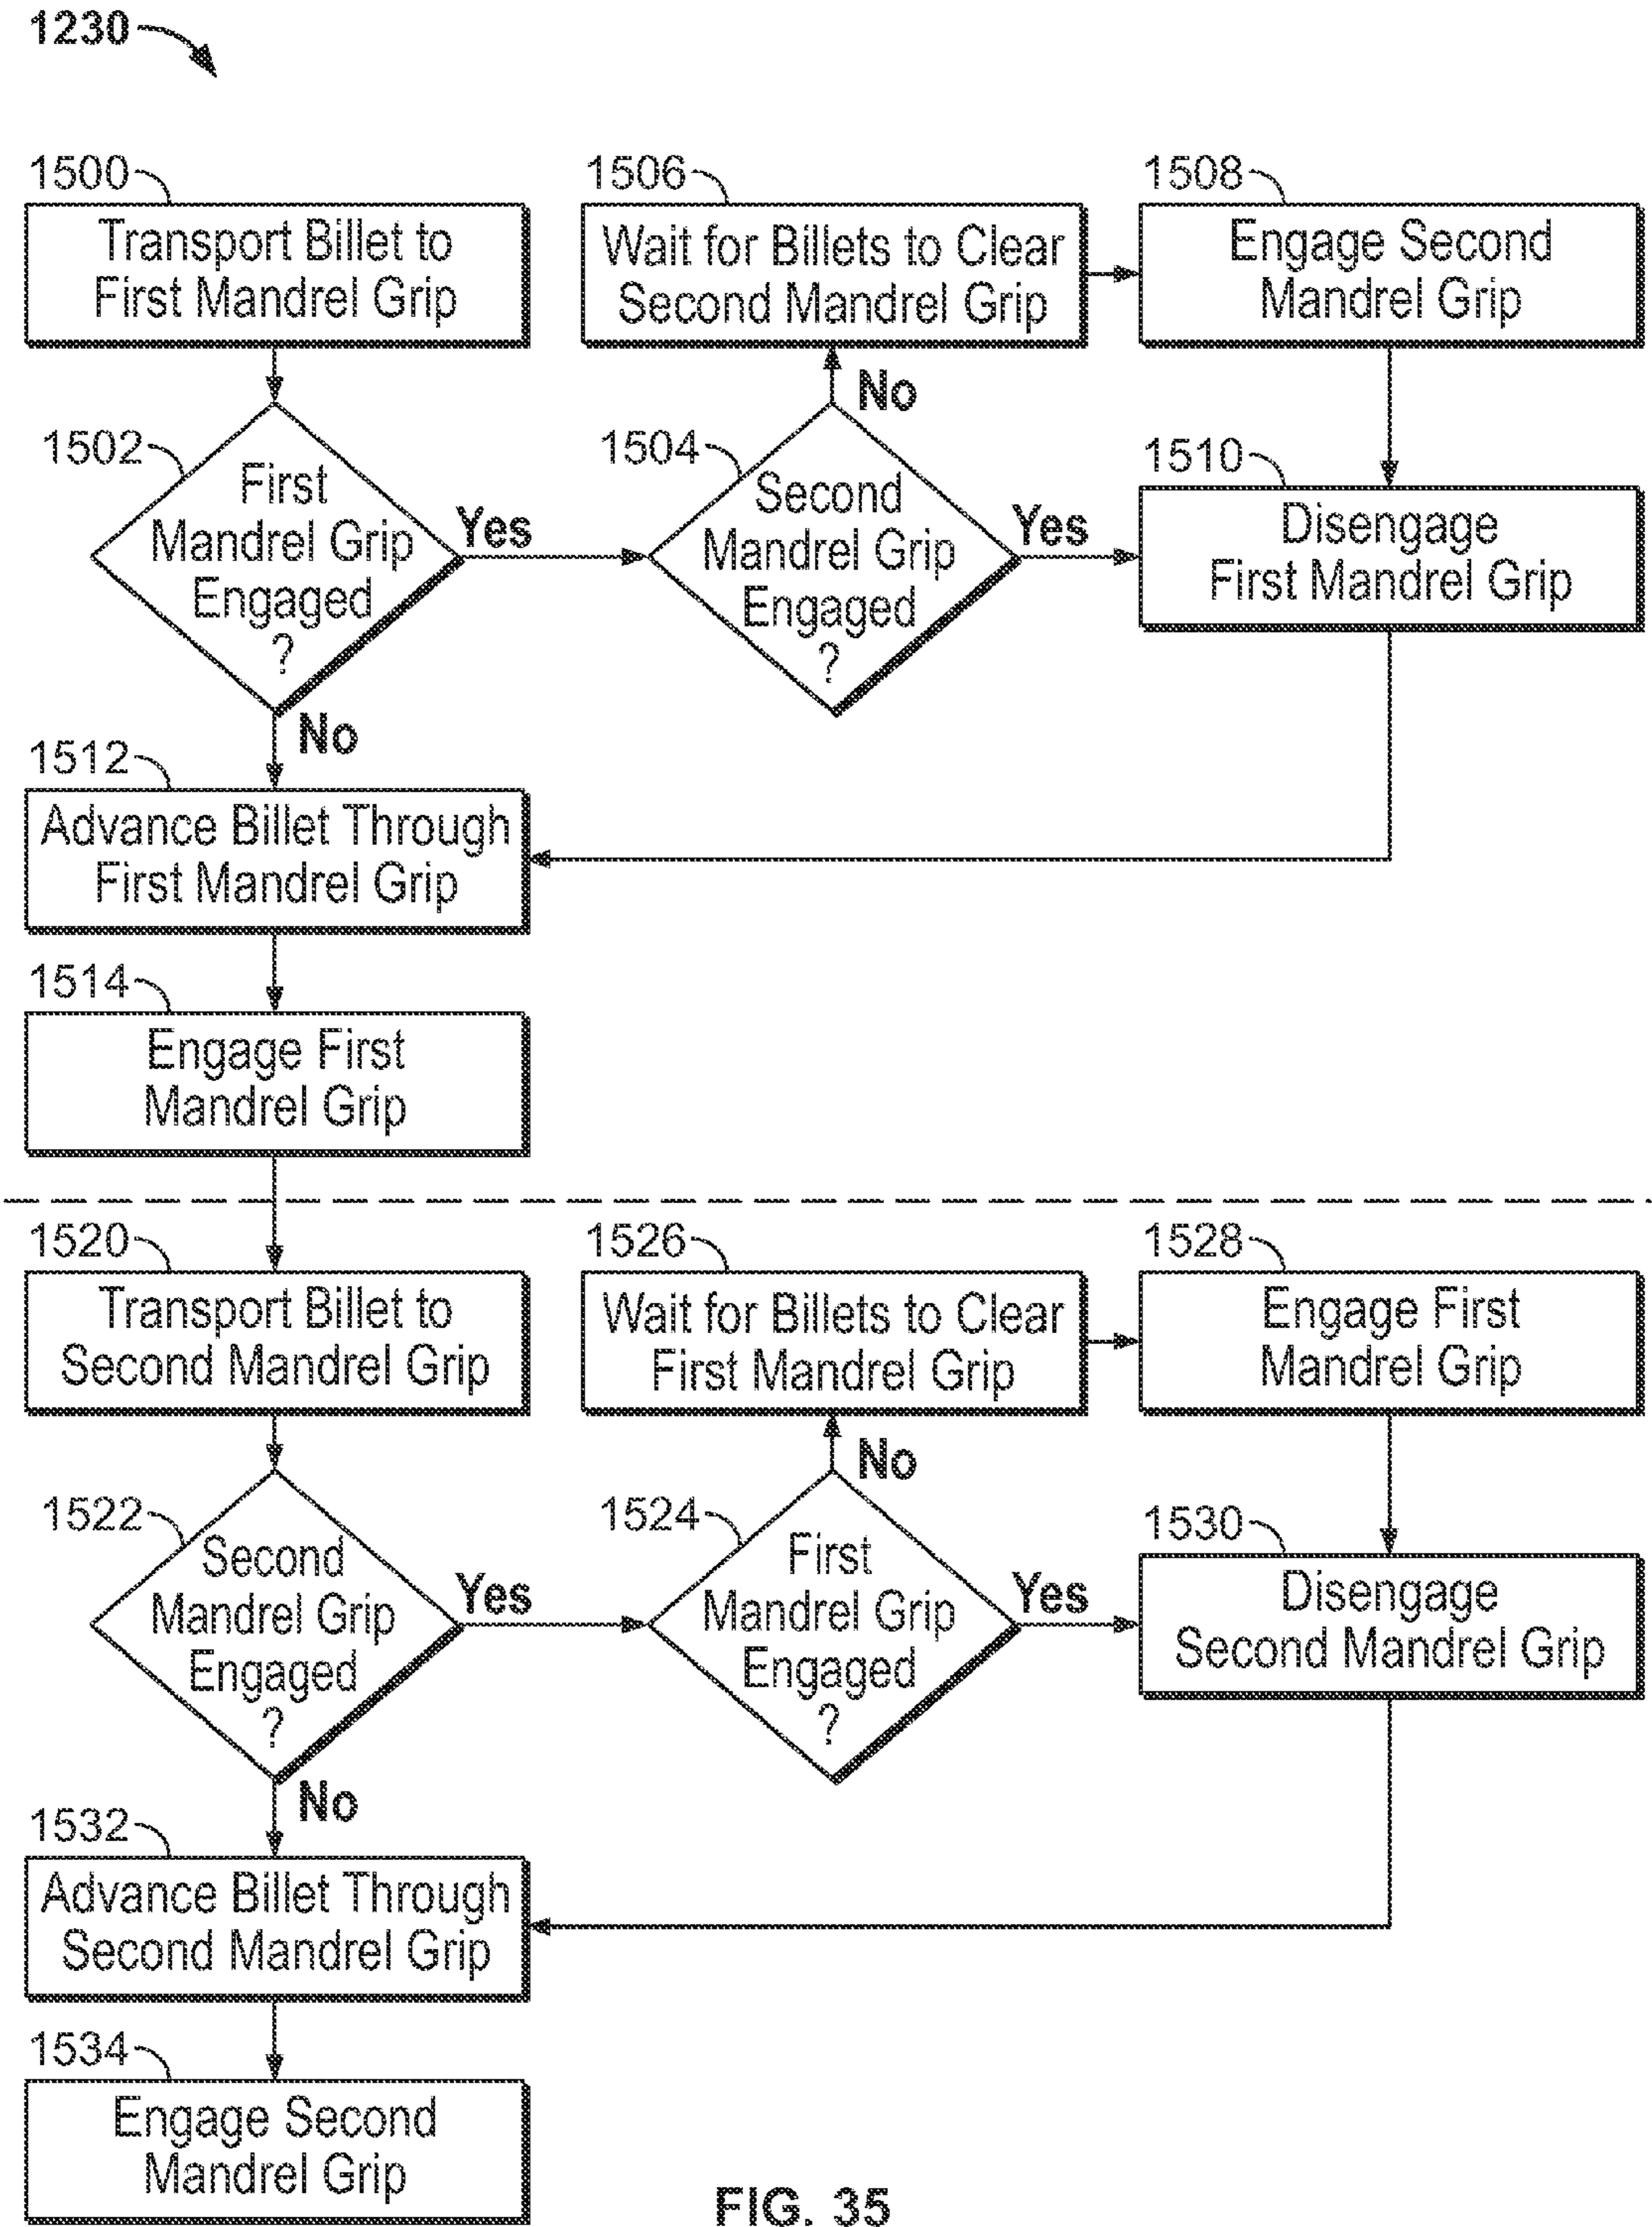 1230
1500
Transport Billet to
First Mandrel Grip
1506
Wait for Billets to Clear
Second Mandrel Grip
1508
Engage Second
Mandrel Grip
No
1502
First
Mandrel Grip
Engaged
?
Yes
1504
Second
Mandrel Grip
Engaged
?
Yes
1510
Disengage
First Mandrel Grip
No
1512
Advance Billet Through
First Mandrel Grip
1514
Engage First
Mandrel Grip
1520
Transport Billet to
Second Mandrel Grip
1526
Wait for Billets to Clear
First Mandrel Grip
1528
Engage First
Mandrel Grip
No
1522
Second
Mandrel Grip
Engaged
?
Yes
1524
First
Mandrel Grip
Engaged
?
Yes
1530
Disengage
Second Mandrel Grip
No
1532
Advance Billet Through
Second Mandrel Grip
1534
Engage Second
Mandrel Grip
FIG. 35